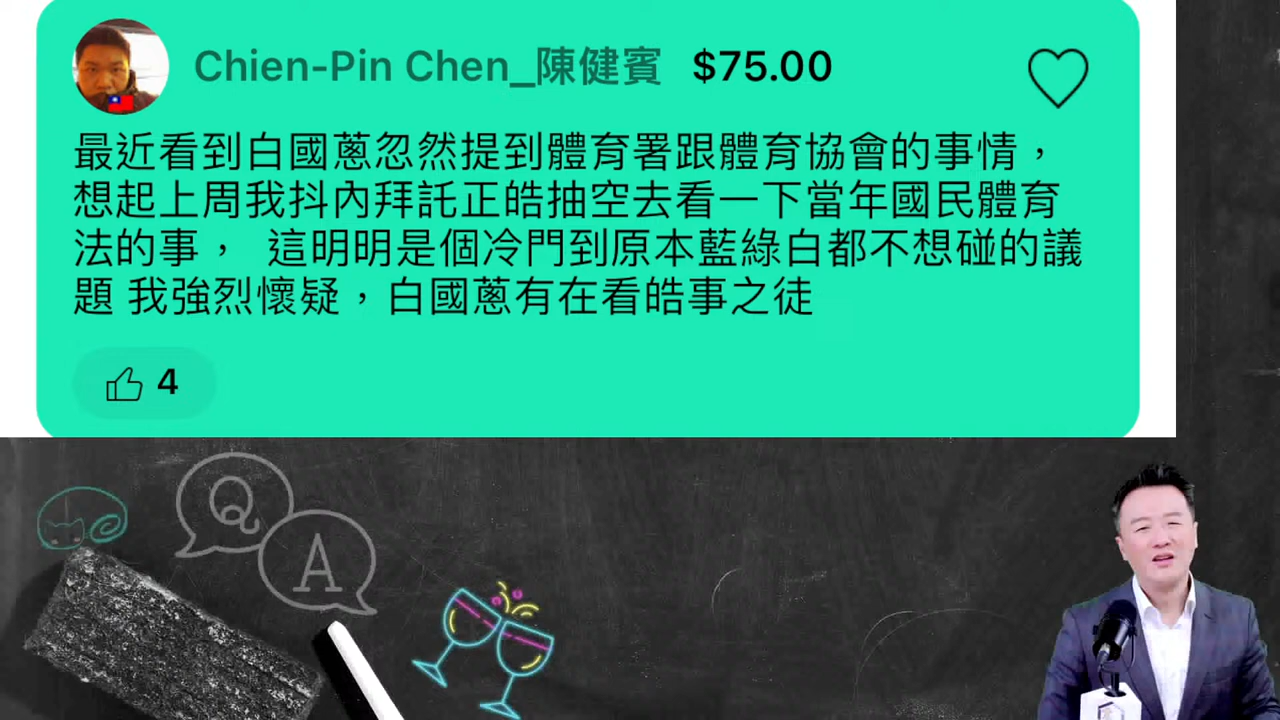 Chien-Pin Chen_陳健賓 $75.00
最近看到白國蔥忽然提到體育署跟體育協會的事情，
想起上周我抖內拜託正皓抽空去看一下當年國民體育
法的事， 這明明是個冷門到原本藍綠白都不想碰的議
題 我強烈懷疑，白國蔥有在看皓事之徒
4
Q
A